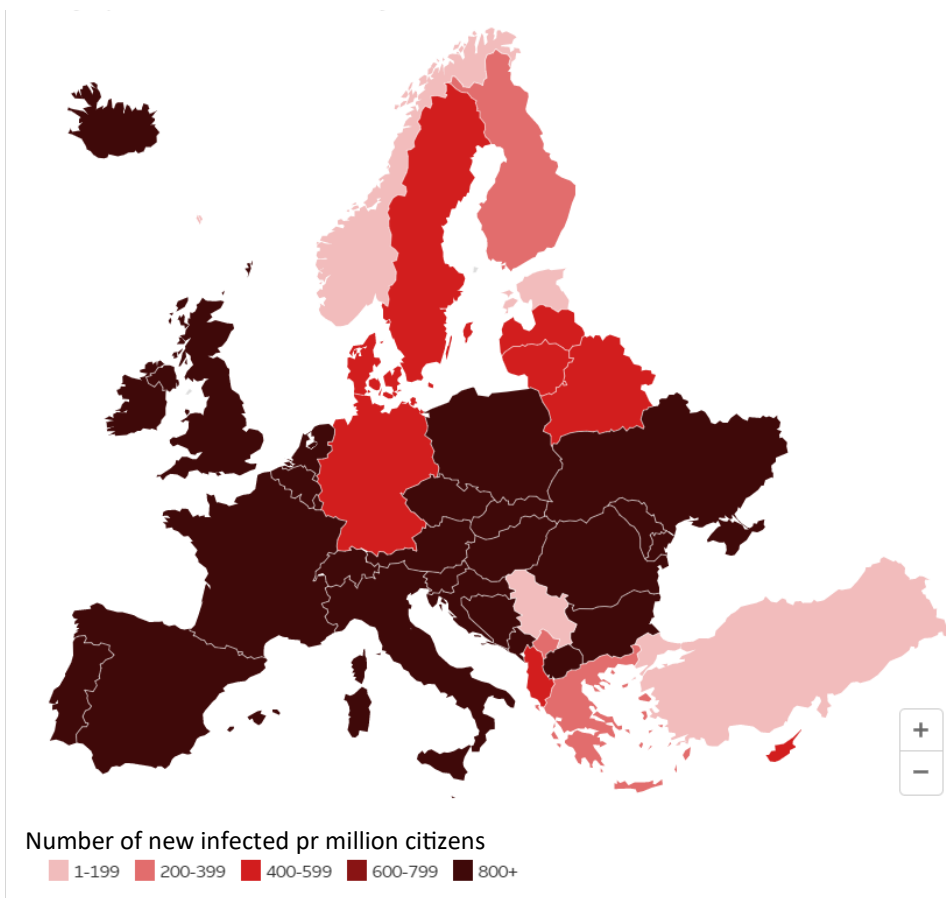 +
−
Number of new infected pr million citizens
1-199 200-399 400-599 600-799 800+